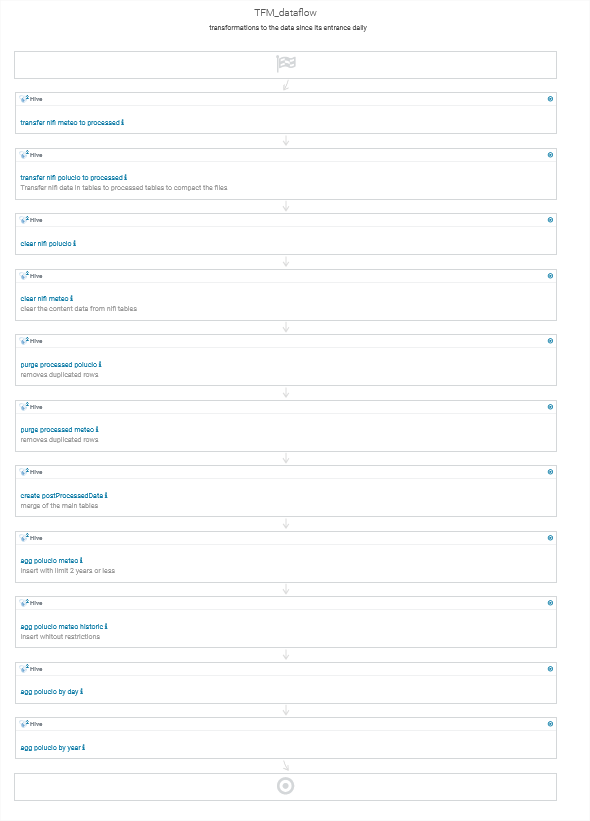 TFM_dataflow
transformations to the data since its entrance daily
Hive
transfer nifi meteo to processed
Hive
transfer nifi polucio to processed
Transfer nifi data in tables to processed tables to compact the files
Hive
clear nifi polucio
Hive
clear nifi meteo
clear the content data from nifi tables
Hive
purge processed polucio
removes duplicated rows
Hive
purge processed meteo
removes duplicated rows
Hive
create postProcessedData
merge of the main tables
Hive
agg polucio meteo
Insert with limit 2 years or less
Hive
agg polucio meteo historic
Insert whitout restrictions
Hive
agg polucio by day
Hive
agg polucio by year